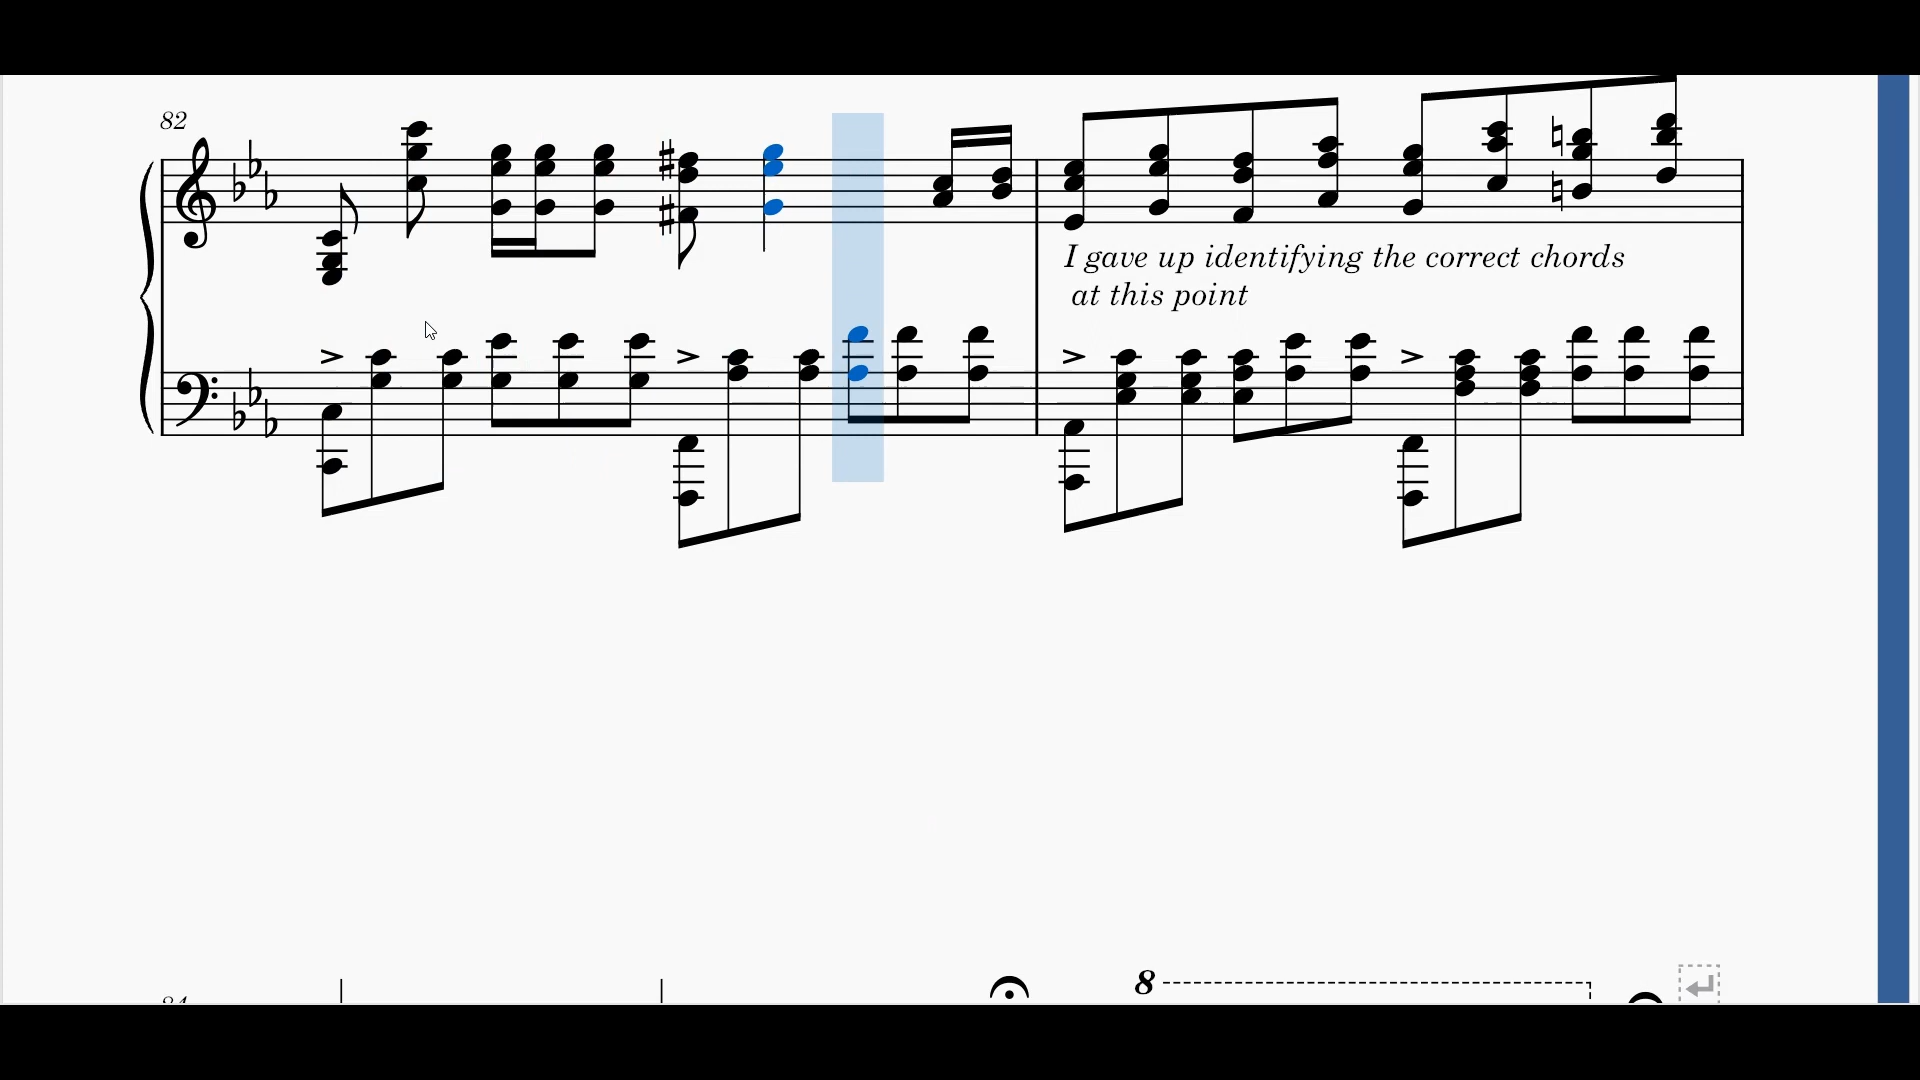 82
I gave up identifying the correct chords
at this point
8